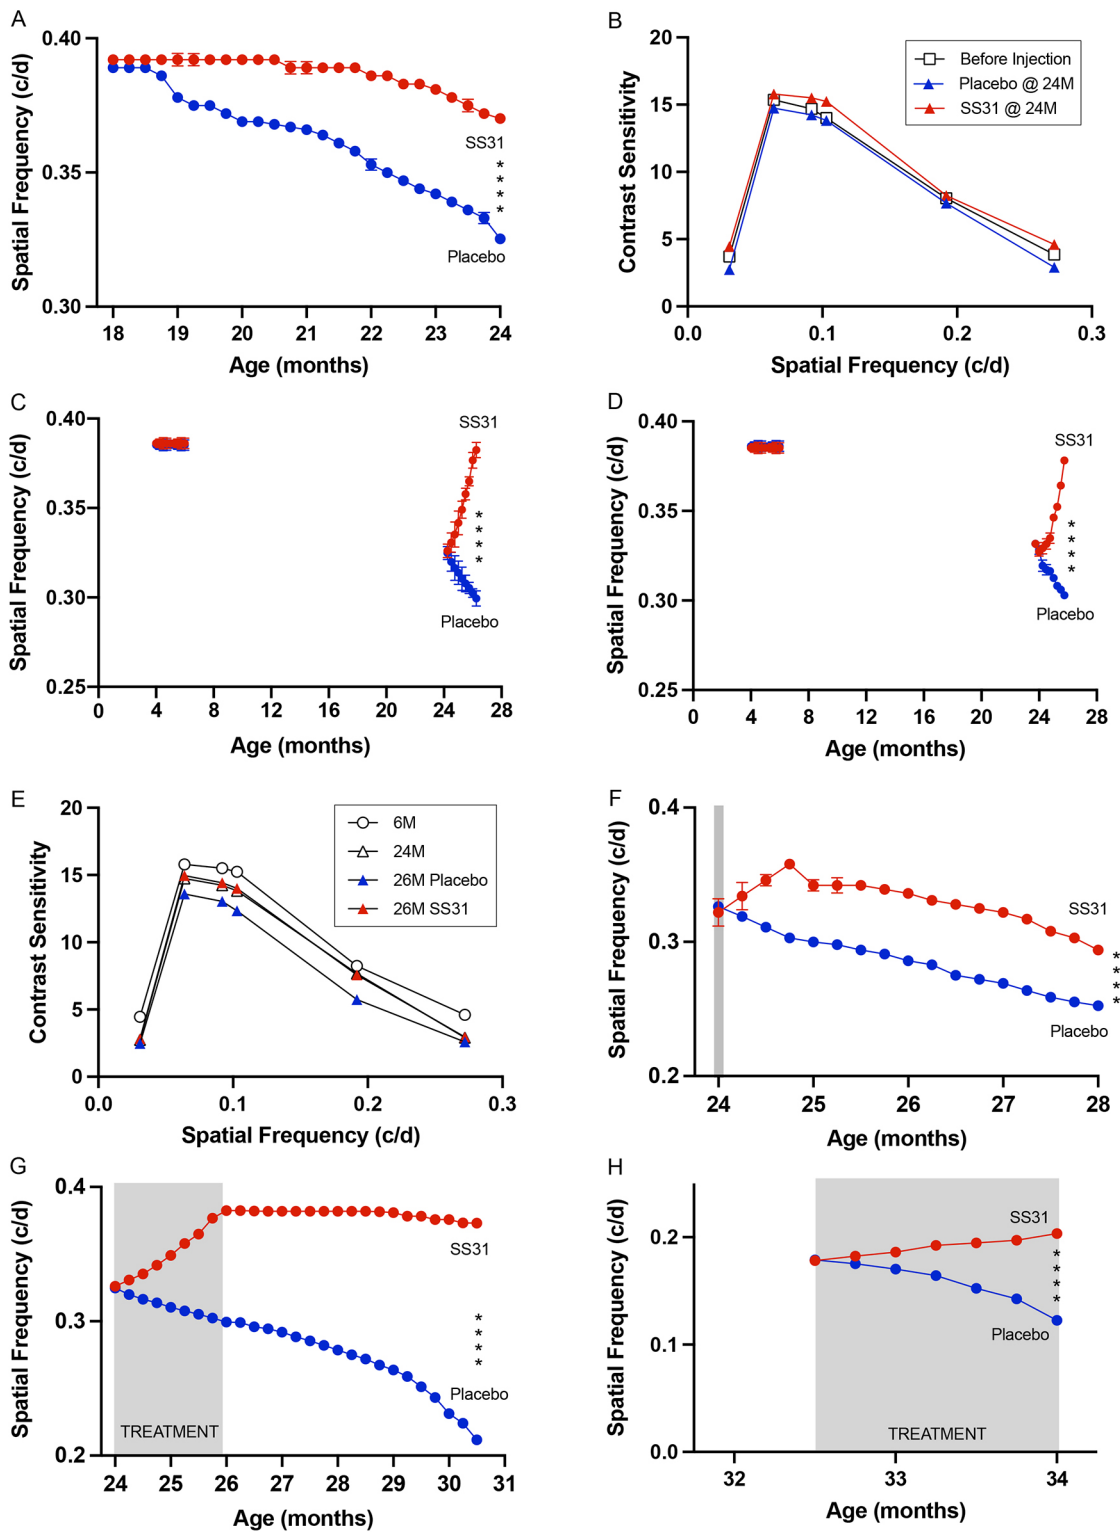 A
Spatial Frequency (c/d)
0.40
0.35
0.30
18 19 20 21 22 23 24
Age (months)
SS31
****
Placebo
B
Contrast Sensitivity
20
15
10
5
0
0.0 0.1 0.2 0.3
Spatial Frequency (c/d)
Before Injection
Placebo @ 24M
SS31 @ 24M
C
Spatial Frequency (c/d)
0.40
0.35
0.30
0.25
0 4 8 12 16 20 24 28
Age (months)
SS31
****
Placebo
D
Spatial Frequency (c/d)
0.40
0.35
0.30
0.25
0 4 8 12 16 20 24 28
Age (months)
SS31
****
Placebo
E
Contrast Sensitivity
20
15
10
5
0
0.0 0.1 0.2 0.3
Spatial Frequency (c/d)
6M
24M
26M Placebo
26M SS31
F
Spatial Frequency (c/d)
0.4
0.3
0.2
24 25 26 27 28
Age (months)
SS31
****
Placebo
G
Spatial Frequency (c/d)
0.4
0.3
0.2
24 25 26 27 28 29 30 31
Age (months)
SS31
****
Placebo
TREATMENT
H
Spatial Frequency (c/d)
0.2
0.1
0.0
32 33 34
Age (months)
SS31
****
Placebo
TREATMENT